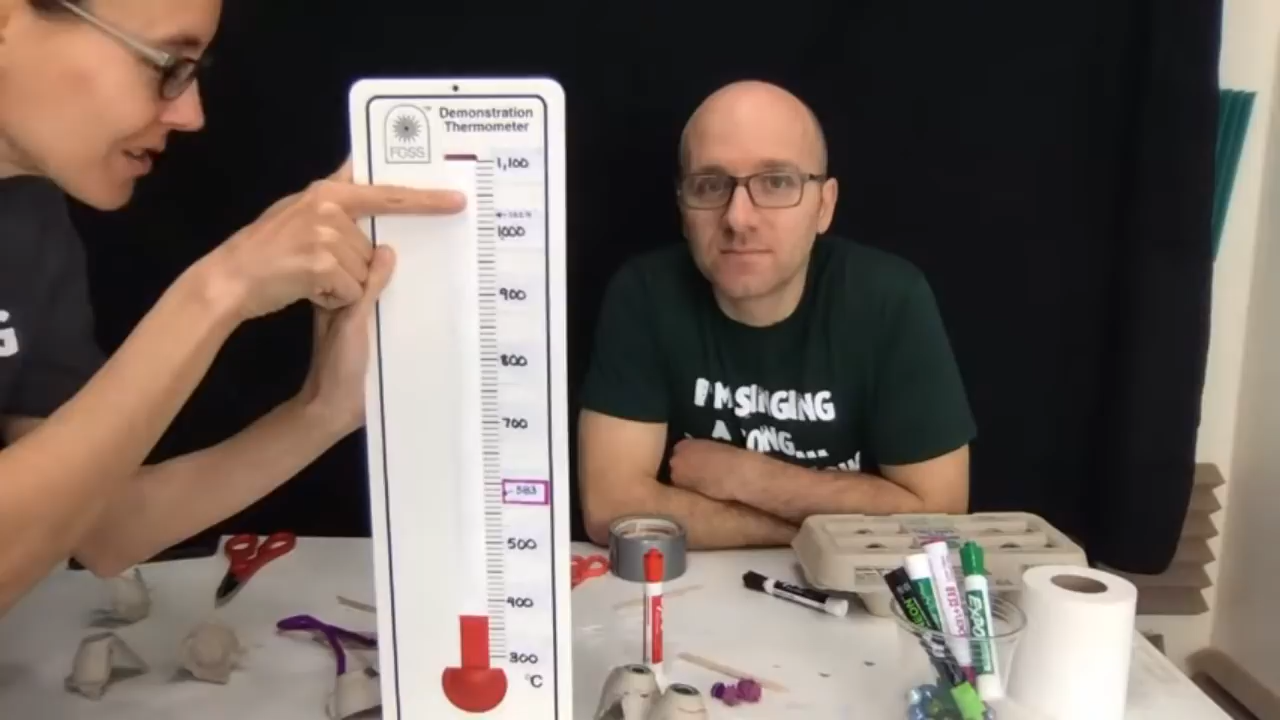 FOSS
Demonstration
Thermometer
1,100
1000
900
800
700
583
500
400
300
°C
I'M SINGING
A SONG...
G
EXPO